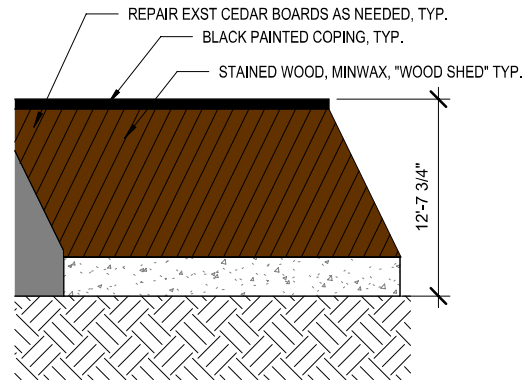 REPAIR EXST CEDAR BOARDS AS NEEDED, TYP.
BLACK PAINTED COPING, TYP.
STAINED WOOD, MINWAX, "WOOD SHED" TYP.
12'-7 3/4"